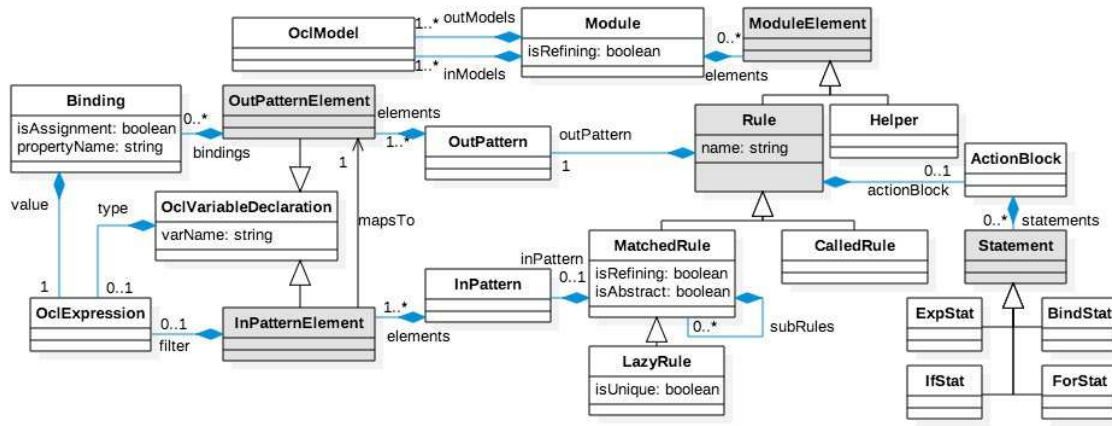 OclModel
1..*
outModels
1..*
inModels
Module
isRefining: boolean
0..*
elements
ModuleElement
Binding
isAssignment: boolean
propertyName: string
0..*
bindings
OutPatternElement
elements
1..*
OutPattern
outPattern
1
Rule
name: string
Helper
0..1
actionBlock
ActionBlock
0..*
statements
Statement
value
1
type
0..1
OclVariableDeclaration
varName: string
1
mapsTo
OclExpression
0..1
filter
InPatternElement
1..*
elements
InPattern
inPattern
0..1
MatchedRule
isRefining: boolean
isAbstract: boolean
0..*
subRules
CalledRule
LazyRule
isUnique: boolean
ExpStat
BindStat
IfStat
ForStat